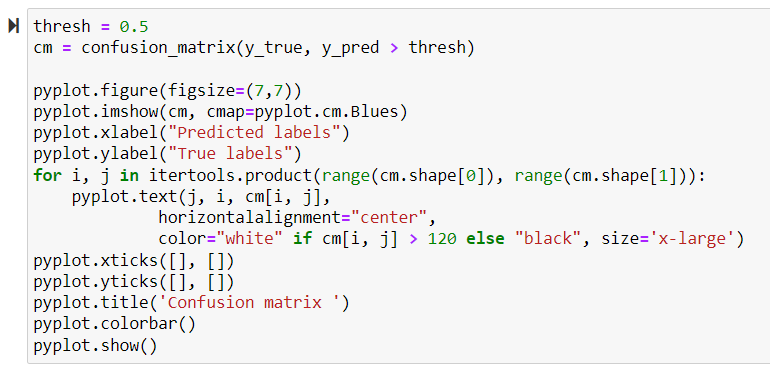 thresh = 0.5
cm = confusion_matrix(y_true, y_pred > thresh)

pyplot.figure(figsize=(7,7))
pyplot.imshow(cm, cmap=pyplot.cm.Blues)
pyplot.xlabel("Predicted labels")
pyplot.ylabel("True labels")
for i, j in itertools.product(range(cm.shape[0]), range(cm.shape[1])):
    pyplot.text(j, i, cm[i, j],
             horizontalalignment="center",
             color="white" if cm[i, j] > 120 else "black", size='x-large')
pyplot.xticks([], [])
pyplot.yticks([], [])
pyplot.title('Confusion matrix ')
pyplot.colorbar()
pyplot.show()